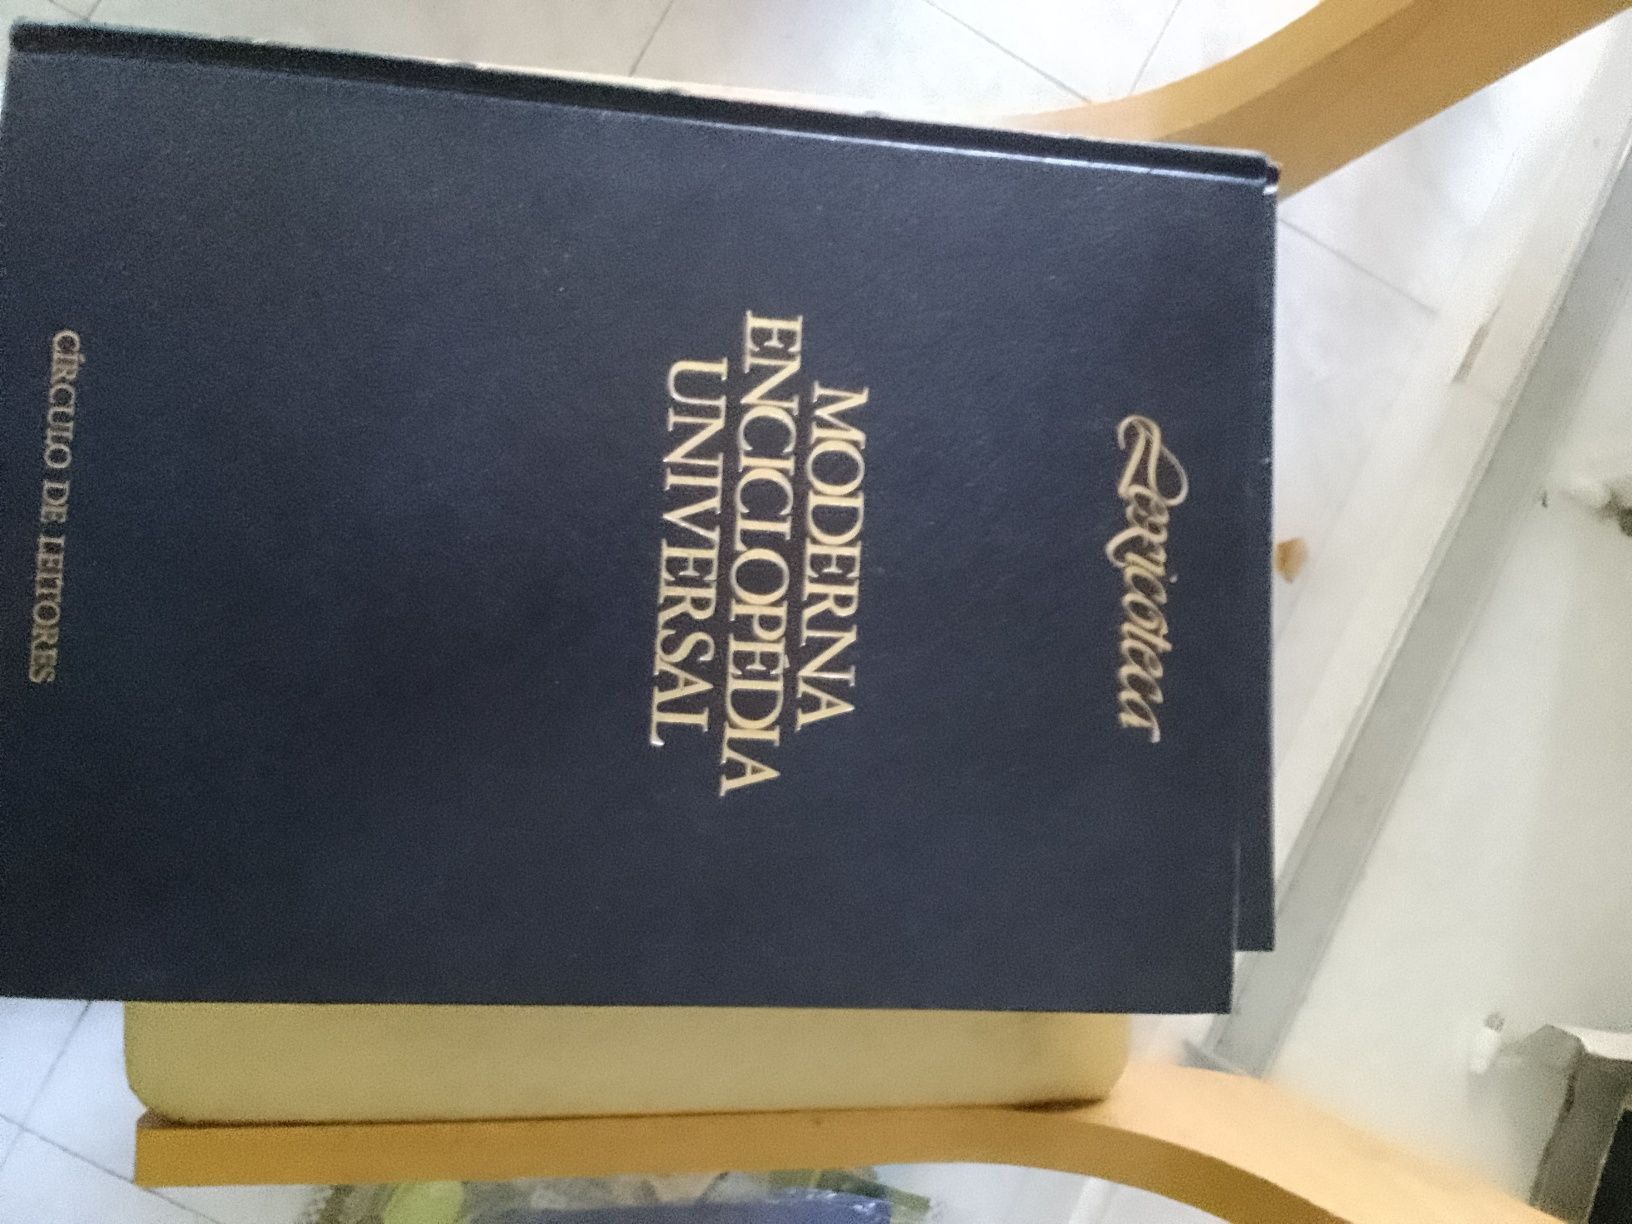 Lexicoteca
MODERNA
ENCICLOPÉDIA
UNIVERSAL
CÍRCULO DE LEITORES